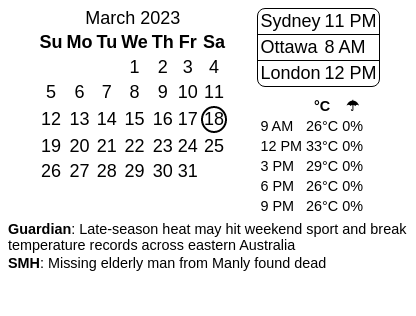 March 2023
Su Mo Tu We Th Fr Sa
1 2 3 4
5 6 7 8 9 10 11
12 13 14 15 16 17 18
19 20 21 22 23 24 25
26 27 28 29 30 31
Sydney 11 PM
Ottawa 8 AM
London 12 PM
°C ☂
9 AM 26°C 0%
12 PM 33°C 0%
3 PM 29°C 0%
6 PM 26°C 0%
9 PM 26°C 0%
Guardian: Late-season heat may hit weekend sport and break
temperature records across eastern Australia
SMH: Missing elderly man from Manly found dead